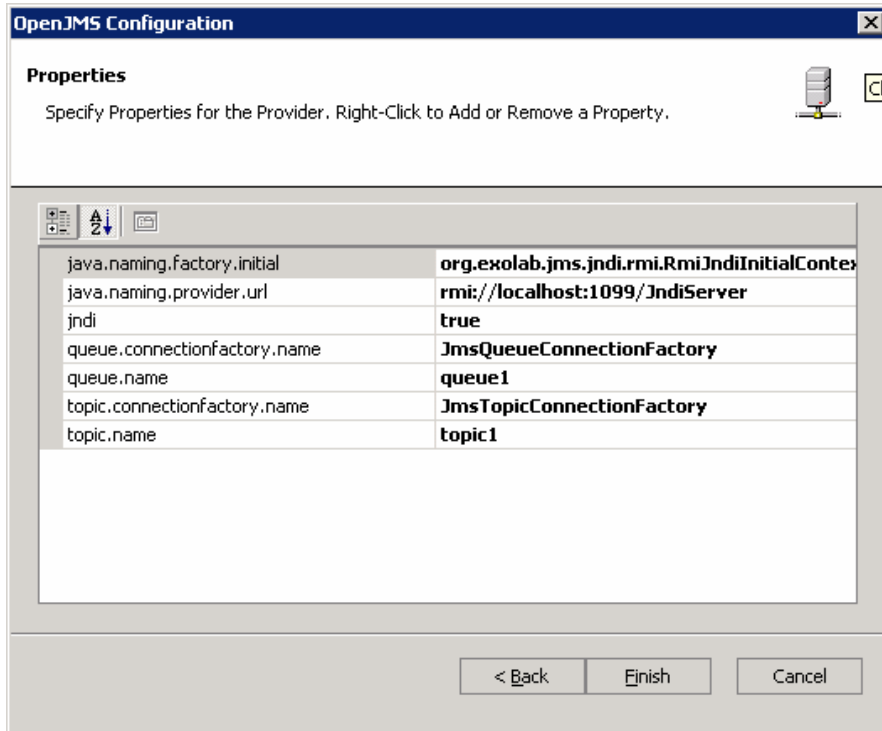 OpenJMS Configuration
Properties
Specify Properties for the Provider. Right-Click to Add or Remove a Property.
java.naming.factory.initial org.exolab.jms.jndi.rmi.RmiJndiInitialContex
java.naming.provider.url rmi://localhost:1099/JndiServer
jndi true
queue.connectionfactory.name JmsQueueConnectionFactory
queue.name queue1
topic.connectionfactory.name JmsTopicConnectionFactory
topic.name topic1
< Back Finish Cancel